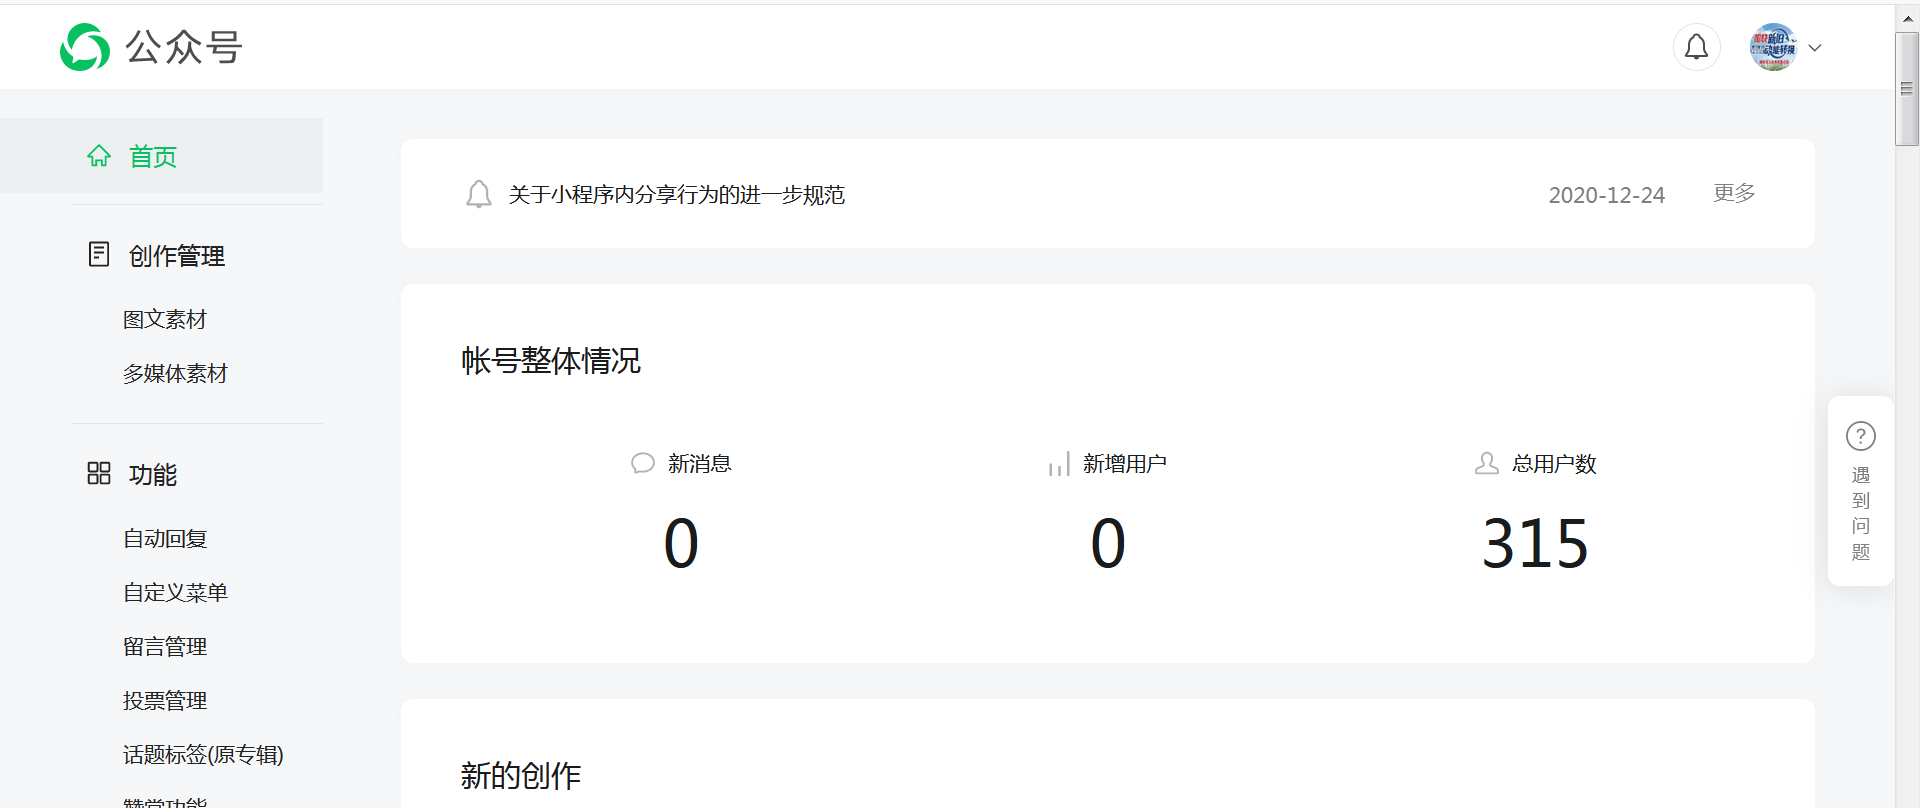 公众号
首页
关于小程序内分享行为的进一步规范
2020-12-24
更多
创作管理
图文素材
多媒体素材
帐号整体情况
新消息
新增用户
总用户数
0
0
315
功能
自动回复
自定义菜单
留言管理
投票管理
话题标签(原专辑)
赞赏功能
新的创作
遇
到
问
题